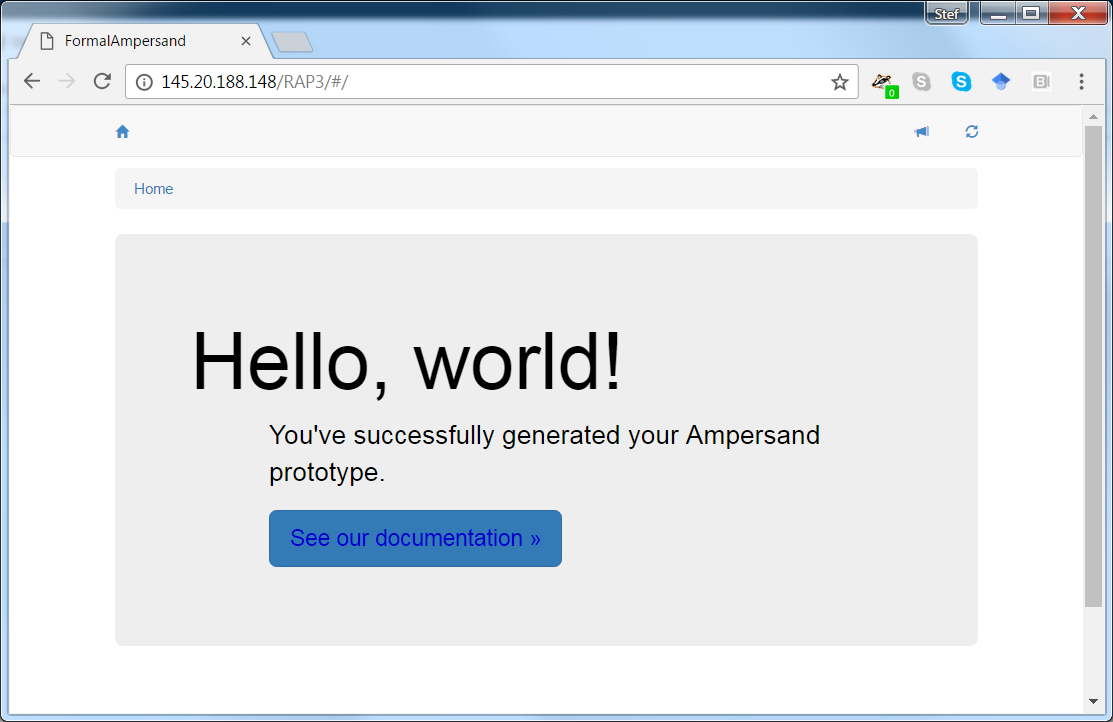 Stef
FormalAmpersand
145.20.188.148/RAP3/#/
0
Home
Hello, world!
You've successfully generated your Ampersand
prototype.
See our documentation »